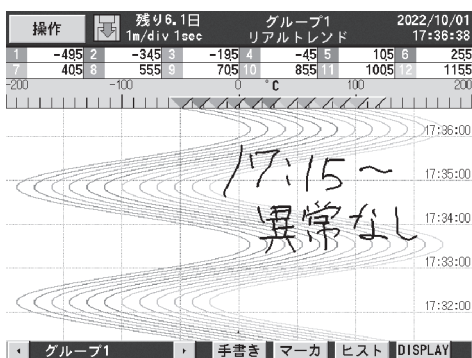 操作 残り6.1日 グループ1 2022/10/01
1m/div 1sec リアルトレンド 17:36:38
1 -495 2 -345 3 -195 4 -45 5 105 6 255
7 405 8 555 9 705 10 855 11 1005 12 1155
-200 -100 0 °C 100 200
17:36:00
17:35:00
17:34:00
17:33:00
17:32:00
17:15〜
異常なし
グループ1 手書き マーカ ヒスト DISPLAY